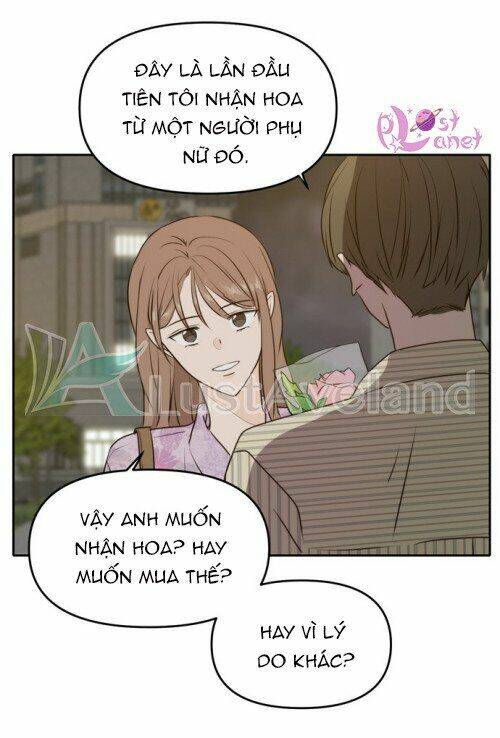 ĐÂY LÀ LẦN ĐẦU
TIÊN TÔI NHẬN HOA
TỪ MỘT NGƯỜI PHỤ
NỮ ĐÓ.
Lost
Planet
LustAveland
VẬY ANH MUỐN
NHẬN HOA? HAY
MUỐN MUA THẾ?
HAY VÌ LÝ
DO KHÁC?